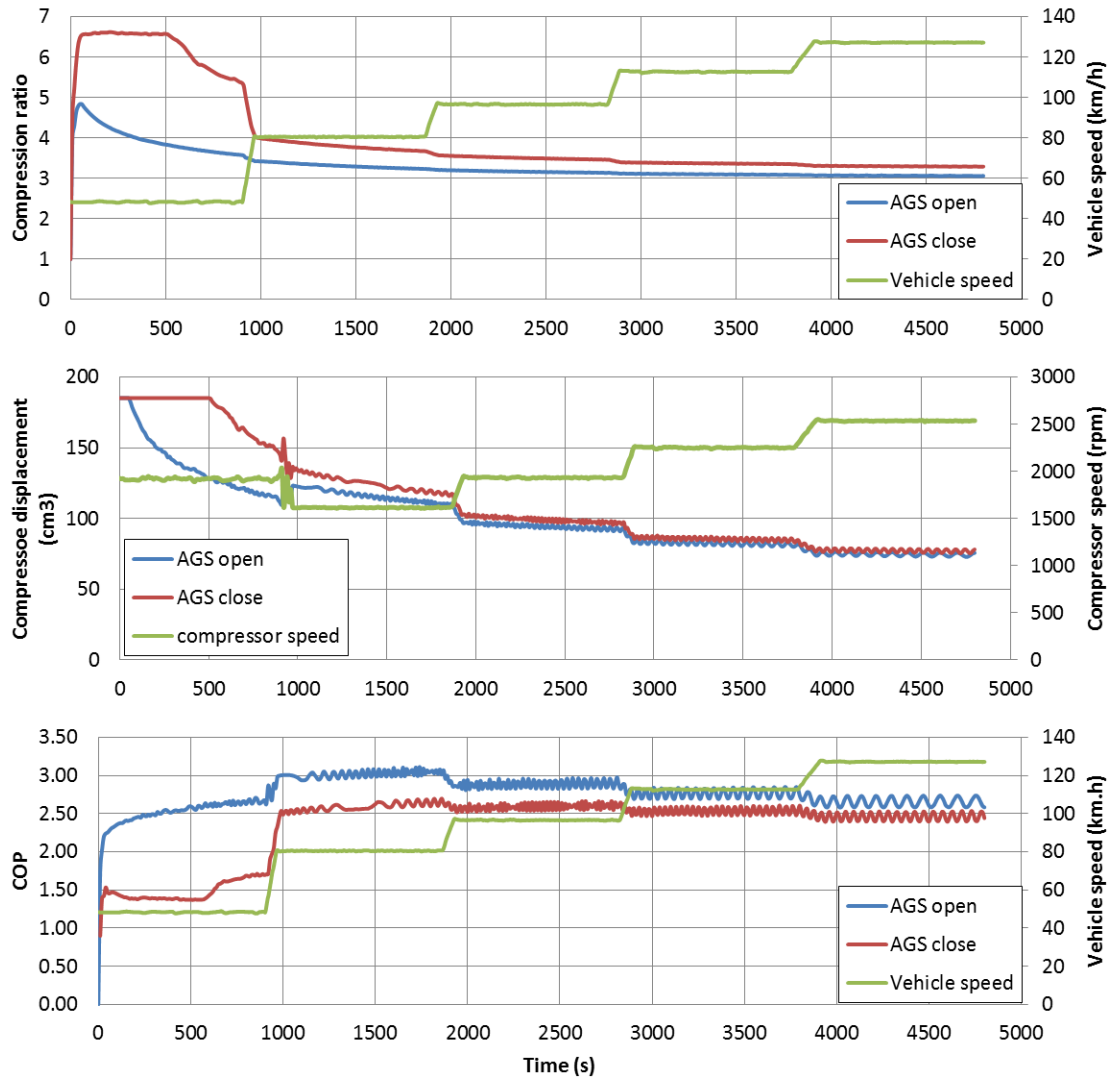 7 140
6 120
5 100
4 80
3 60
2 40
1 20
0 0
Compression ratio
Vehicle speed (km/h)
AGS open
AGS close
Vehicle speed
0 500 1000 1500 2000 2500 3000 3500 4000 4500 5000
200 3000
2500
150
2000
100 1500
1000
50
500
0 0
Compressoe displacement
(cm3)
Compressor speed (rpm)
AGS open
AGS close
compressor speed
0 500 1000 1500 2000 2500 3000 3500 4000 4500 5000
3.50 140
3.00 120
2.50 100
2.00 80
1.50 60
1.00 40
0.50 20
0.00 0
COP
Vehicle speed (km.h)
AGS open
AGS close
Vehicle speed
0 500 1000 1500 2000 2500 3000 3500 4000 4500 5000
Time (s)